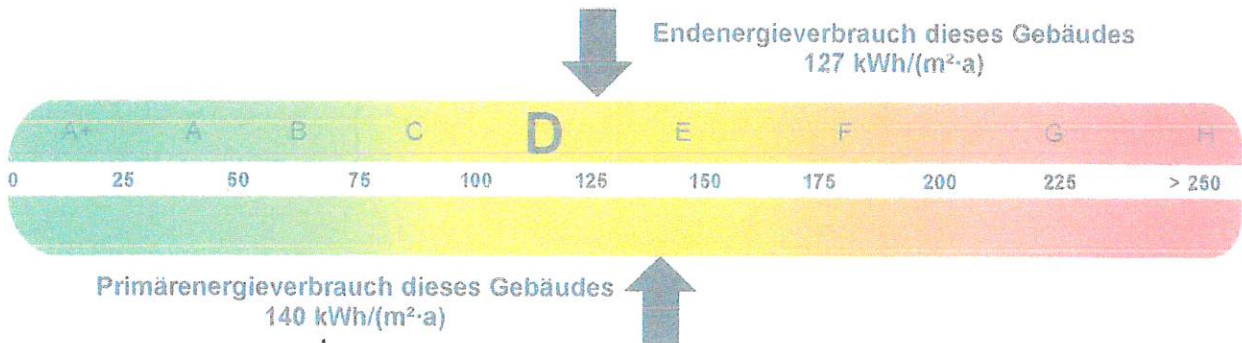 Endenergieverbrauch dieses Gebäudes
127 kWh/(m²·a)
A+ A B C D E F G H
0 25 50 75 100 125 150 175 200 225 > 250
Primärenergieverbrauch dieses Gebäudes
140 kWh/(m²·a)